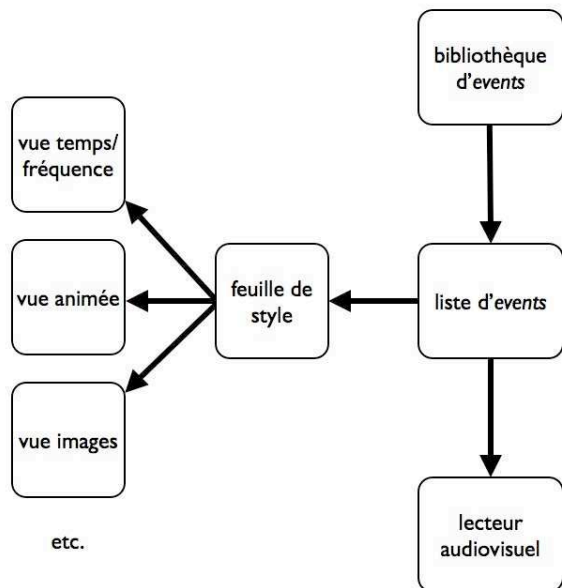 bibliothèque
d'events
vue temps/
fréquence
vue animée
feuille de
style
liste d'events
vue images
lecteur
audiovisuel
etc.